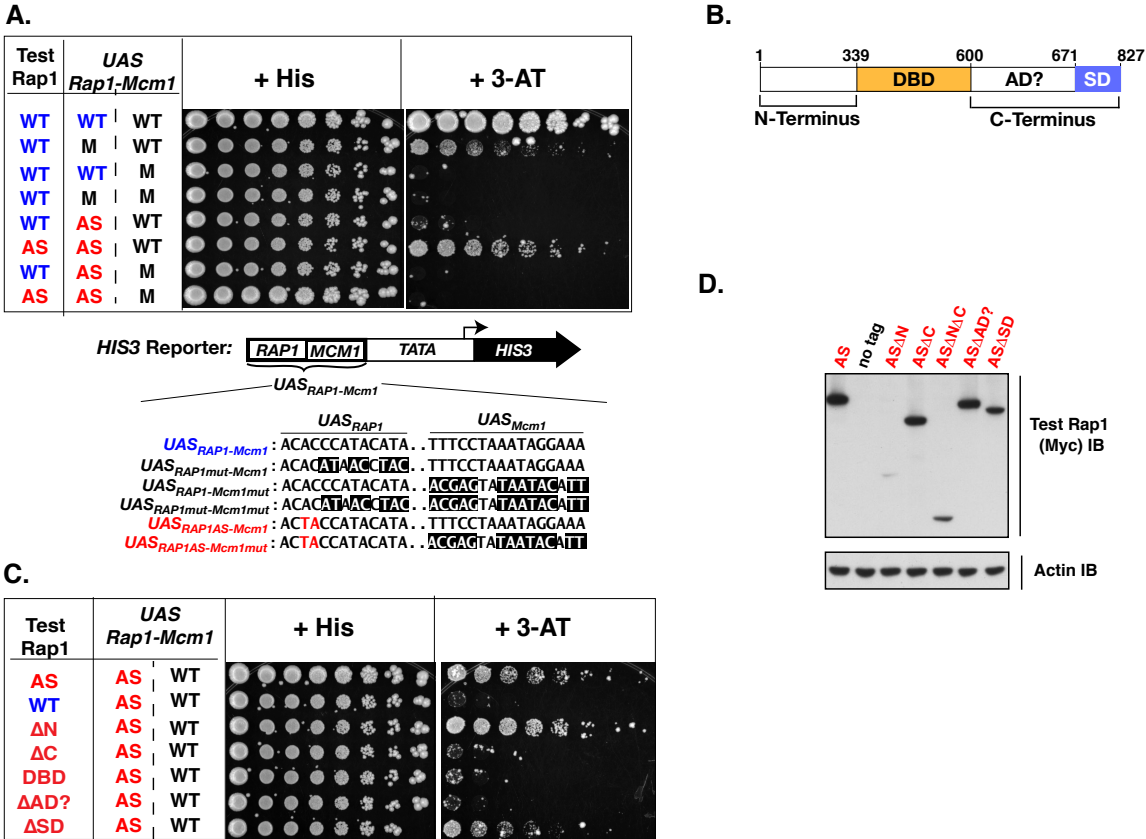 A.
Test Rap1
UAS Rap1-Mcm1
+ His
+ 3-AT
WT WT WT
WT M WT
WT WT M
WT M M
WT AS WT
AS AS WT
WT AS M
AS AS M
HIS3 Reporter:
RAP1 MCM1 TATA HIS3
UASRAP1-Mcm1
UASRAP1 UASMcm1
UASRAP1-Mcm1 : ACACCCATACATA..TTTCCTAAATAGGAAA
UASRAP1mut-Mcm1 : ACACATAACCTAC..TTTCCTAAATAGGAAA
UASRAP1-Mcm1mut : ACACCCATACATA..ACGAGTATAATACATT
UASRAP1mut-Mcm1mut : ACACATAACCTAC..ACGAGTATAATACATT
UASRAP1AS-Mcm1 : ACTACCATACATA..TTTCCTAAATAGGAAA
UASRAP1AS-Mcm1mut : ACTACCATACATA..ACGAGTATAATACATT
B.
1 339 600 671 827
DBD AD? SD
N-Terminus C-Terminus
C.
Test Rap1
UAS Rap1-Mcm1
+ His
+ 3-AT
AS AS WT
WT AS WT
ΔN AS WT
ΔC AS WT
DBD AS WT
ΔAD? AS WT
ΔSD AS WT
D.
AS
no tag
ASΔN
ASΔC
ASΔNΔC
ASΔAD?
ASΔSD
Test Rap1
(Myc) IB
Actin IB